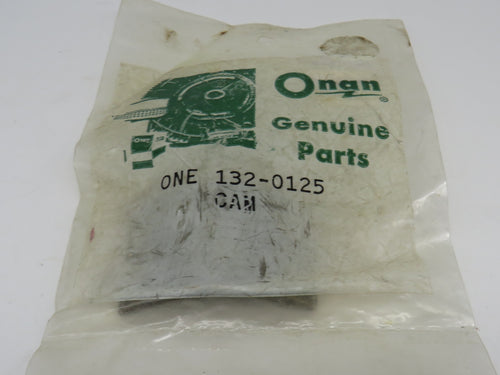 Onan ®
Genuine
Parts
ONE 132-0125
CAM